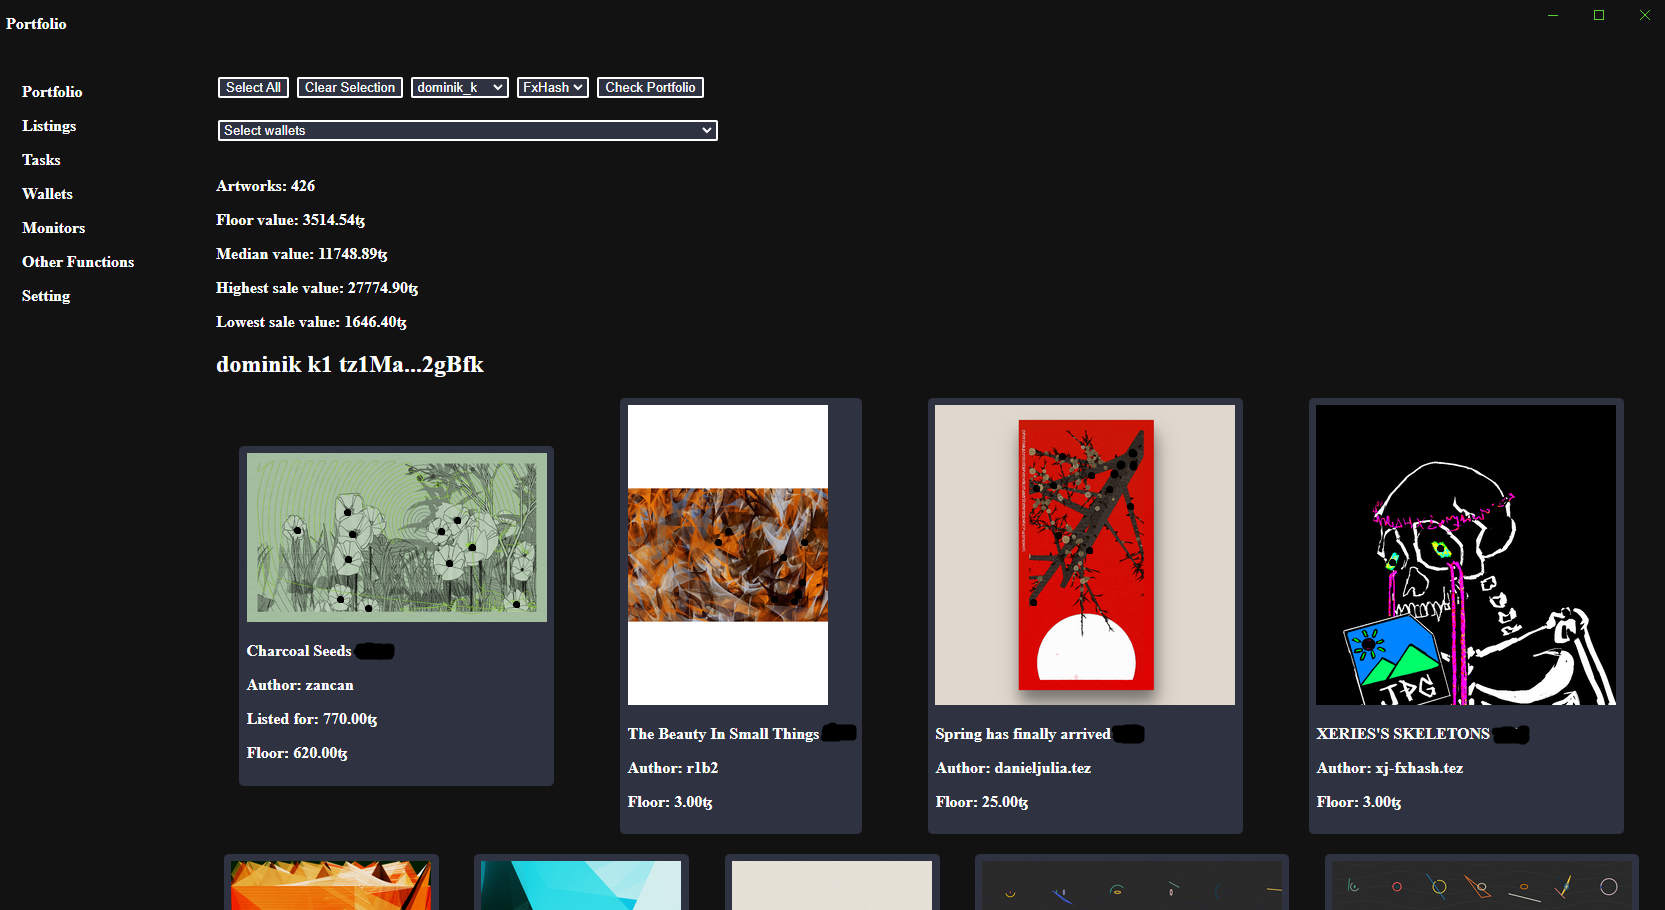 Portfolio
Portfolio
Listings
Tasks
Wallets
Monitors
Other Functions
Setting
Select All Clear Selection dominik_k FxHash Check Portfolio
Select wallets
Artworks: 426
Floor value: 3514.54ꜩ
Median value: 11748.89ꜩ
Highest sale value: 27774.90ꜩ
Lowest sale value: 1646.40ꜩ
dominik k1 tz1Ma...2gBfk
Charcoal Seeds
Author: zancan
Listed for: 770.00ꜩ
Floor: 620.00ꜩ
The Beauty In Small Things
Author: r1b2
Floor: 3.00ꜩ
Spring has finally arrived
Author: danieljulia.tez
Floor: 25.00ꜩ
JPG
XERIES'S SKELETONS
Author: xj-fxhash.tez
Floor: 3.00ꜩ